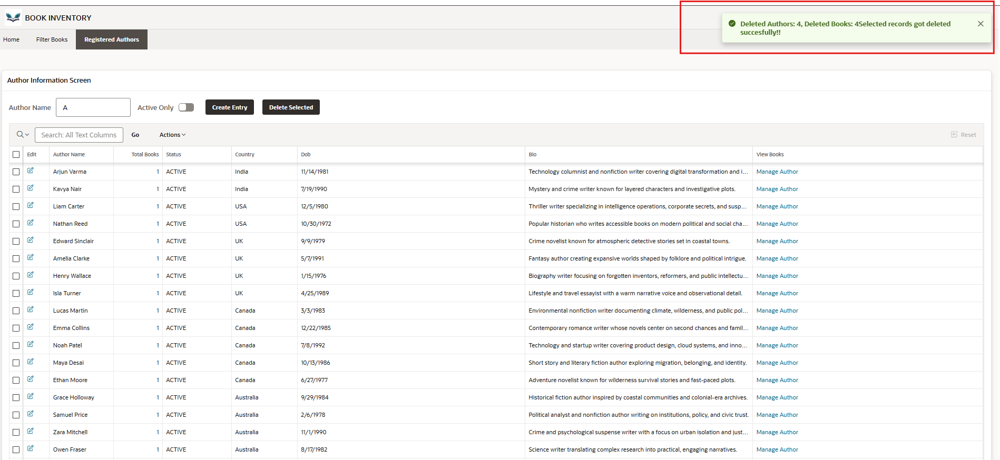 BOOK INVENTORY
Deleted Authors: 4, Deleted Books: 4Selected records got deleted
succesfully!!
Home Filter Books Registered Authors
Author Information Screen
Author Name A Active Only Create Entry Delete Selected
Search: All Text Columns Go Actions Reset
Edit Author Name Total Books Status Country Dob Bio View Books
Arjun Varma 1 ACTIVE India 11/14/1981 Technology columnist and nonfiction writer covering digital transformation and i... Manage Author
Kavya Nair 1 ACTIVE India 7/19/1990 Mystery and crime writer known for layered characters and investigative plots. Manage Author
Liam Carter 1 ACTIVE USA 12/5/1980 Thriller writer specializing in intelligence operations, corporate secrets, and susp... Manage Author
Nathan Reed 1 ACTIVE USA 10/30/1972 Popular historian who writes accessible books on modern political and social cha... Manage Author
Edward Sinclair 1 ACTIVE UK 9/9/1979 Crime novelist known for atmospheric detective stories set in coastal towns. Manage Author
Amelia Clarke 1 ACTIVE UK 5/7/1991 Fantasy author creating expansive worlds shaped by folklore and political intrigue. Manage Author
Henry Wallace 1 ACTIVE UK 1/15/1976 Biography writer focusing on forgotten inventors, reformers, and public intellectu... Manage Author
Isla Turner 1 ACTIVE UK 4/25/1989 Lifestyle and travel essayist with a warm narrative voice and observational detail. Manage Author
Lucas Martin 1 ACTIVE Canada 3/3/1983 Environmental nonfiction writer documenting climate, wilderness, and public pol... Manage Author
Emma Collins 1 ACTIVE Canada 12/22/1985 Contemporary romance writer whose novels center on second chances and famil... Manage Author
Noah Patel 1 ACTIVE Canada 7/8/1992 Technology and startup writer covering product design, cloud systems, and inno... Manage Author
Maya Desai 1 ACTIVE Canada 10/13/1986 Short story and literary fiction author exploring migration, belonging, and identity. Manage Author
Ethan Moore 1 ACTIVE Canada 6/27/1977 Adventure novelist known for wilderness survival stories and fast-paced plots. Manage Author
Grace Holloway 1 ACTIVE Australia 9/29/1984 Historical fiction author inspired by coastal communities and colonial-era archives. Manage Author
Samuel Price 1 ACTIVE Australia 2/6/1978 Political analyst and nonfiction author writing on institutions, policy, and civic trust. Manage Author
Zara Mitchell 1 ACTIVE Australia 11/1/1990 Crime and psychological suspense writer with a focus on urban isolation and just... Manage Author
Owen Fraser 1 ACTIVE Australia 8/17/1982 Science writer translating complex research into practical, engaging narratives. Manage Author